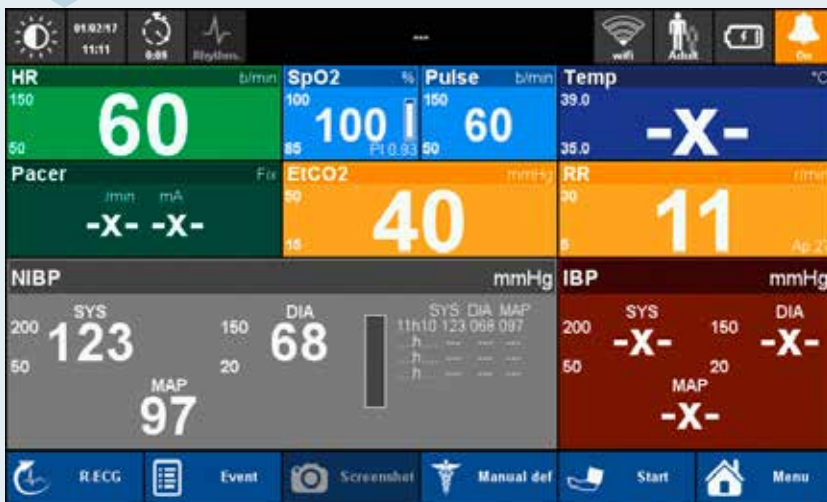 01/02/17
11:11
0:05
Rhythm.
---
wifi
Adult
On
HR b/min
150
60
50
SpO2 %
100
100
85
Pt 0.93
Pulse b/min
150
60
50
Temp °C
39.0
-X-
35.0
Pacer Fix
/min mA
-X- -X-
EtCO2 mmHg
50
40
15
RR r/min
30
11
5
Ap 27
NIBP mmHg
SYS
200 123
50
DIA
150 68
20
MAP
97
SYS DIA MAP
11h10 123 068 097
...h... --- --- ---
...h... --- --- ---
...h... --- --- ---
IBP mmHg
SYS
200 -X-
50
DIA
150 -X-
20
MAP
-X-
R.ECG
Event
Screenshot
Manual def
Start
Menu